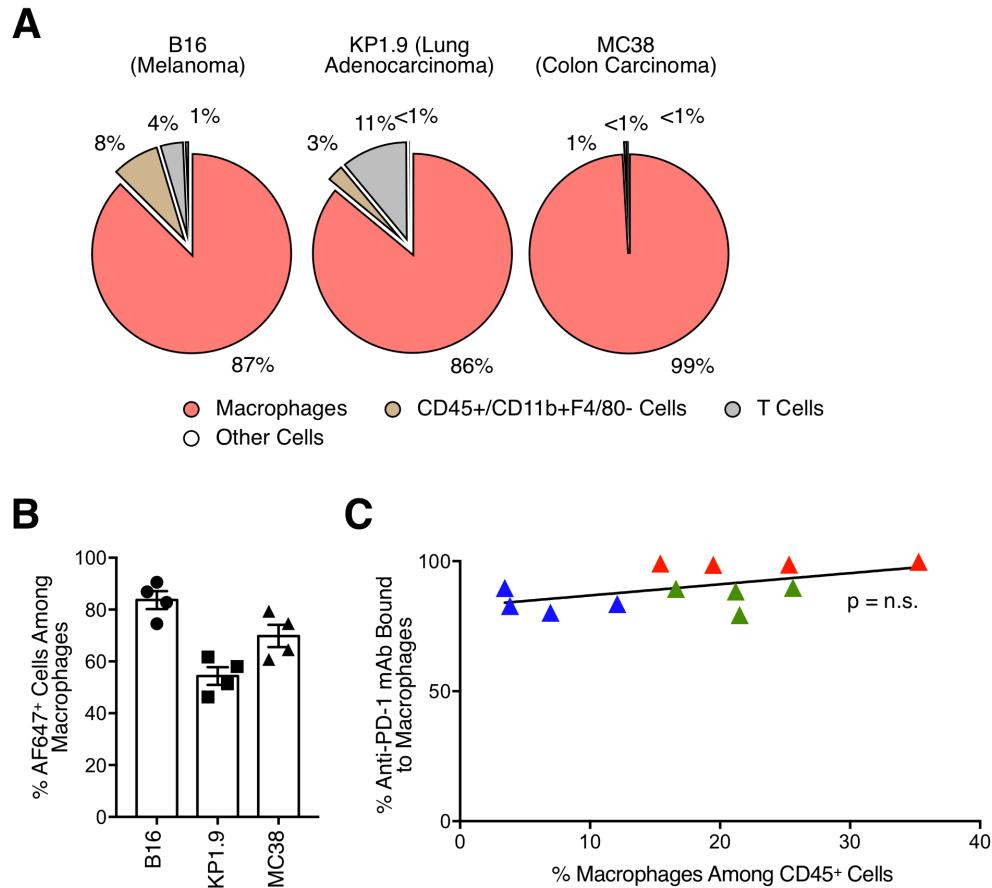 A
B16
(Melanoma)
KP1.9 (Lung
Adenocarcinoma)
MC38
(Colon Carcinoma)
8%
4%
1%
87%
3%
11%
<1%
86%
1%
<1%
<1%
99%
Macrophages
CD45+/CD11b+F4/80- Cells
T Cells
Other Cells
B
% AF647+ Cells Among
Macrophages
100
80
60
40
20
0
B16
KP1.9
MC38
C
% Anti-PD-1 mAb Bound
to Macrophages
100
50
0
p = n.s.
0
10
20
30
40
% Macrophages Among CD45+ Cells